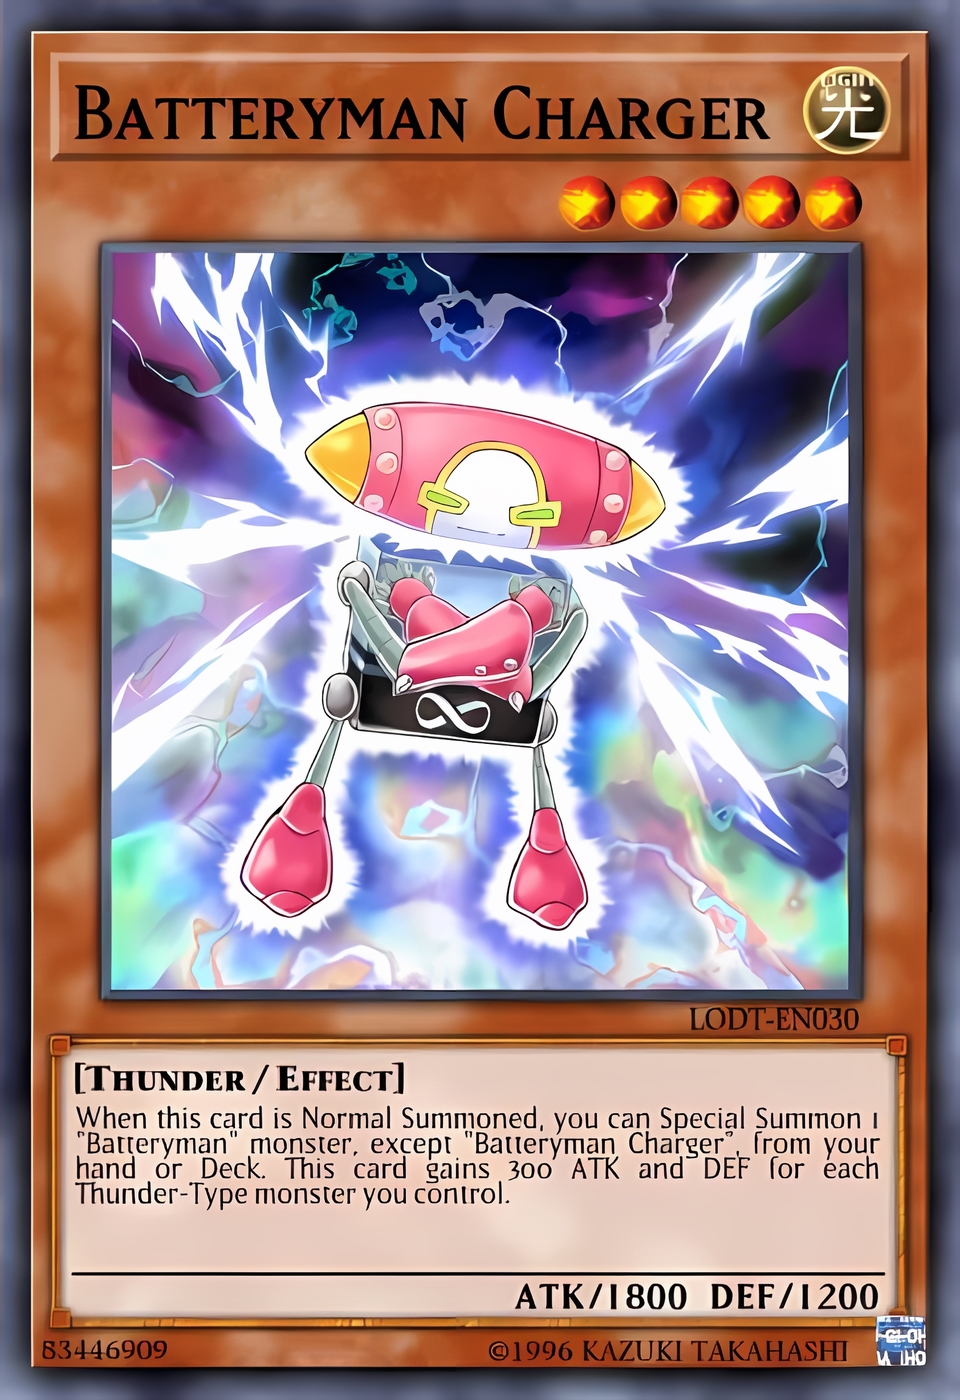 Batteryman Charger
光
LODT-EN030
[Thunder / Effect]
When this card is Normal Summoned, you can Special Summon 1
"Batteryman" monster, except "Batteryman Charger", from your
hand or Deck. This card gains 300 ATK and DEF for each
Thunder-Type monster you control.
ATK/1800 DEF/1200
83446909
©1996 KAZUKI TAKAHASHI